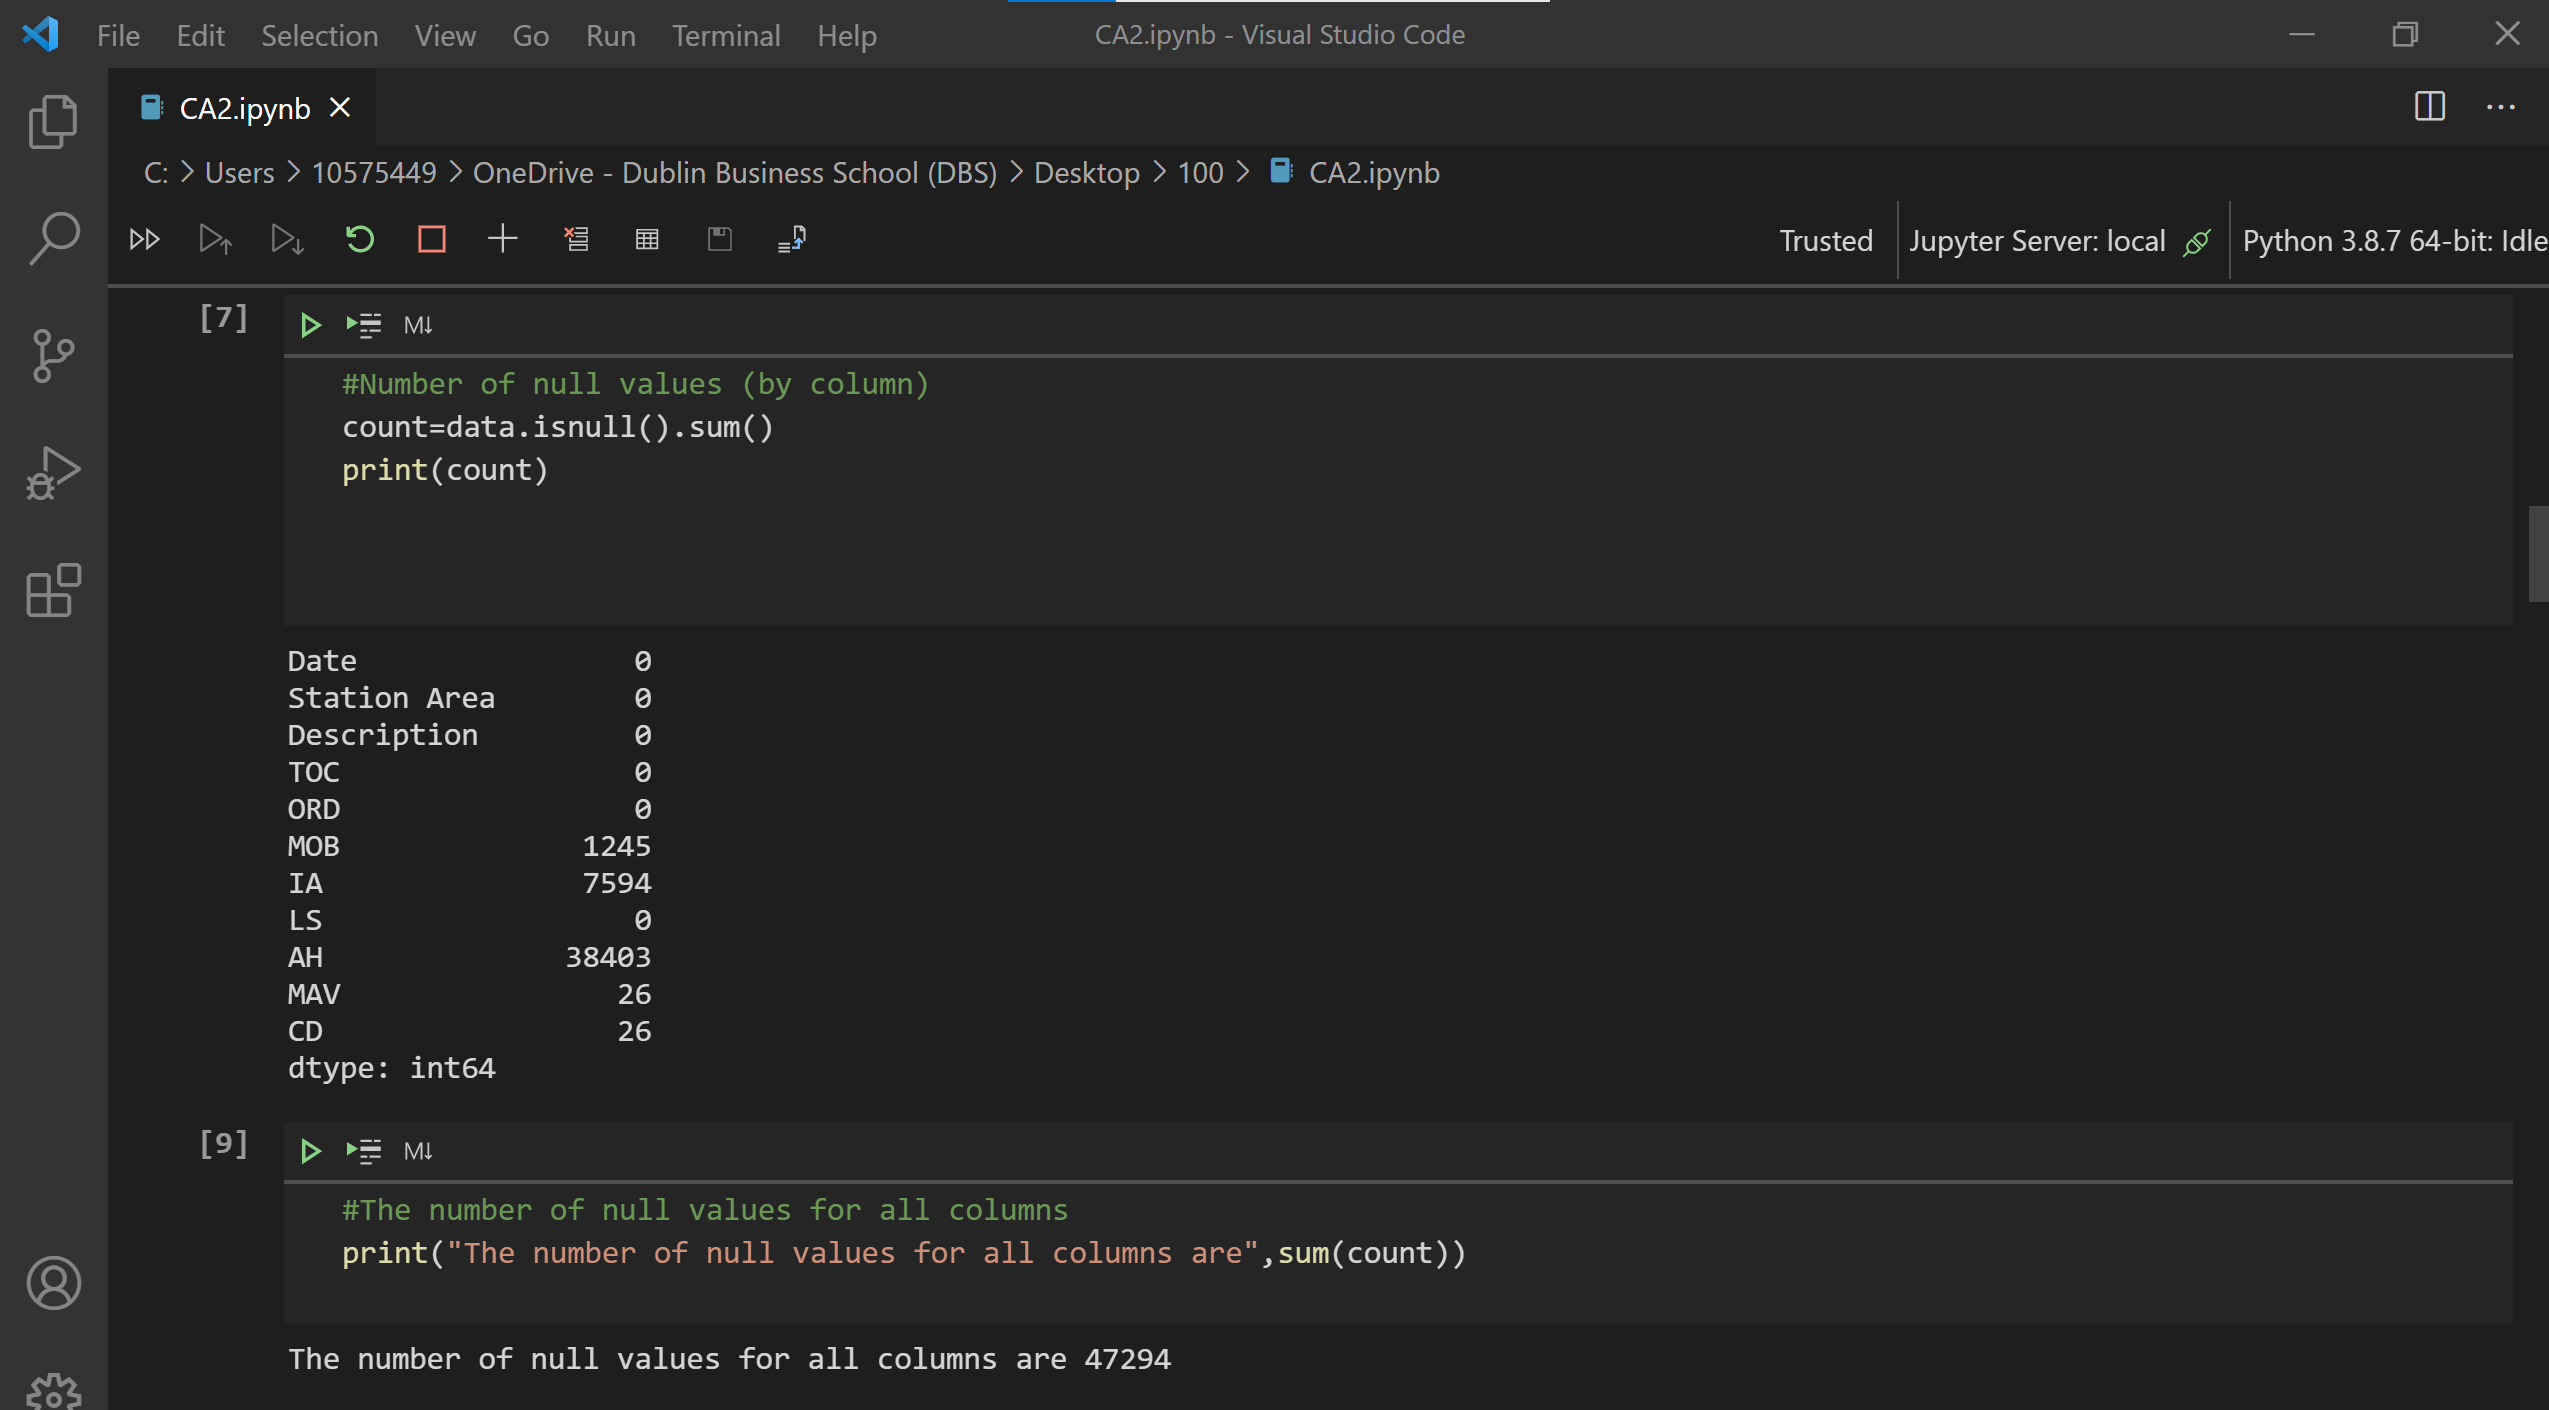 File Edit Selection View Go Run Terminal Help CA2.ipynb - Visual Studio Code
CA2.ipynb
C: > Users > 10575449 > OneDrive - Dublin Business School (DBS) > Desktop > 100 > CA2.ipynb
Trusted Jupyter Server: local Python 3.8.7 64-bit: Idle
[7] M↓
#Number of null values (by column)
count=data.isnull().sum()
print(count)
Date 0
Station Area 0
Description 0
TOC 0
ORD 0
MOB 1245
IA 7594
LS 0
AH 38403
MAV 26
CD 26
dtype: int64
[9] M↓
#The number of null values for all columns
print("The number of null values for all columns are",sum(count))
The number of null values for all columns are 47294